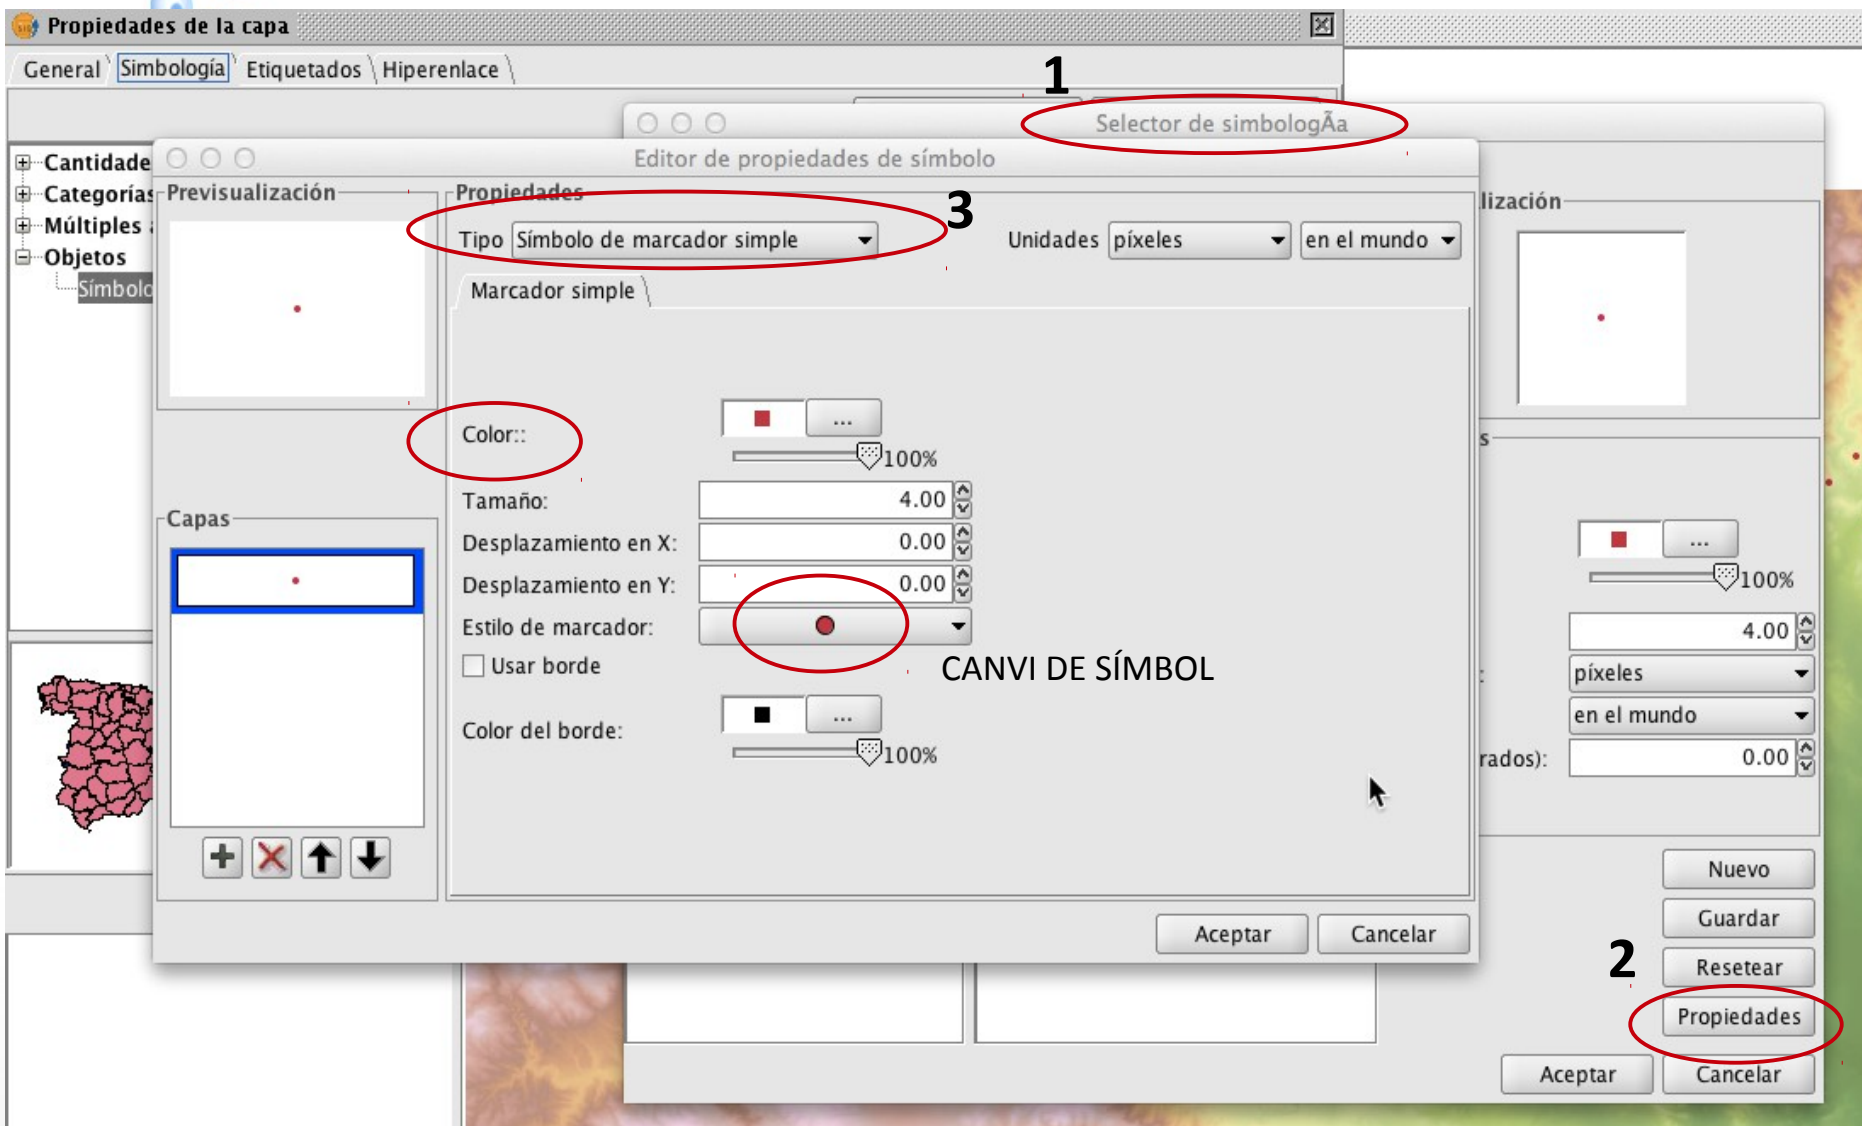 Propiedades de la capa
General Simbología Etiquetados Hiperenlace
1
Selector de simbologÃa
Editor de propiedades de símbolo
Cantidade
Categorías
Múltiples a
Objetos
Símbolo
Previsualización
Propiedades
3
Tipo Símbolo de marcador simple
Unidades píxeles en el mundo
Marcador simple
Color:: ...
100%
Tamaño: 4.00
Desplazamiento en X: 0.00
Desplazamiento en Y: 0.00
Estilo de marcador:
Usar borde
CANVI DE SÍMBOL
Color del borde: ...
100%
Capas
Aceptar Cancelar
lización
s
...
100%
4.00
: píxeles
en el mundo
rados): 0.00
Nuevo
Guardar
2
Resetear
Propiedades
Aceptar Cancelar